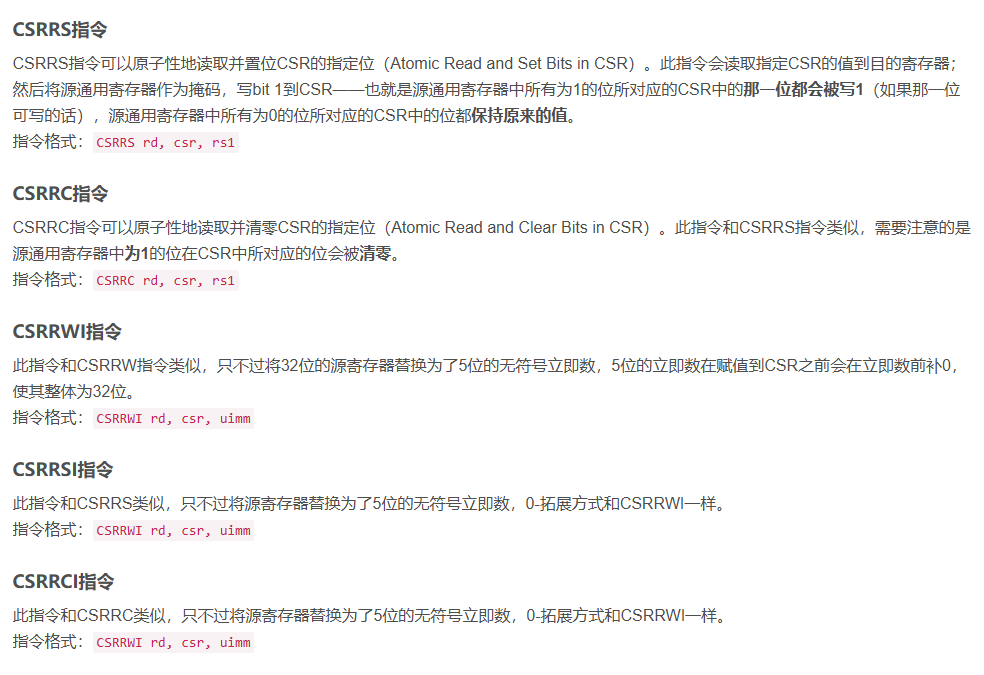 CSRRS指令
CSRRS指令可以原子性地读取并置位CSR的指定位（Atomic Read and Set Bits in CSR）。此指令会读取指定CSR的值到目的寄存器；
然后将源通用寄存器作为掩码，写bit 1到CSR——也就是源通用寄存器中所有为1的位所对应的CSR中的那一位都会被写1（如果那一位
可写的话），源通用寄存器中所有为0的位所对应的CSR中的位都保持原来的值。
指令格式： CSRRS rd, csr, rs1
CSRRC指令
CSRRC指令可以原子性地读取并清零CSR的指定位（Atomic Read and Clear Bits in CSR）。此指令和CSRRS指令类似，需要注意的是
源通用寄存器中为1的位在CSR中所对应的位会被清零。
指令格式： CSRRC rd, csr, rs1
CSRRWI指令
此指令和CSRRW指令类似，只不过将32位的源寄存器替换为了5位的无符号立即数，5位的立即数在赋值到CSR之前会在立即数前补0，
使其整体为32位。
指令格式： CSRRWI rd, csr, uimm
CSRRSI指令
此指令和CSRRS类似，只不过将源寄存器替换为了5位的无符号立即数，0-拓展方式和CSRRWI一样。
指令格式： CSRRWI rd, csr, uimm
CSRRCI指令
此指令和CSRRC类似，只不过将源寄存器替换为了5位的无符号立即数，0-拓展方式和CSRRWI一样。
指令格式： CSRRWI rd, csr, uimm